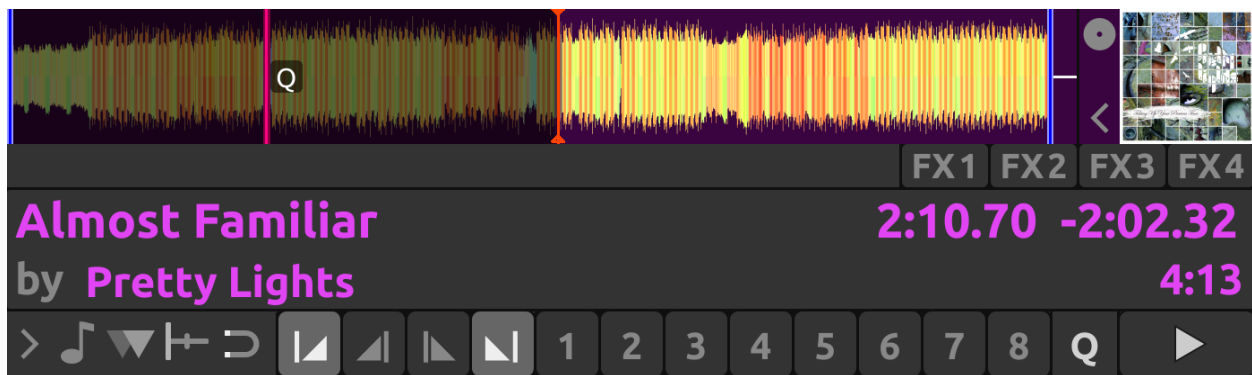 Q
FX1 FX2 FX3 FX4
Almost Familiar 2:10.70 -2:02.32
by Pretty Lights 4:13
1 2 3 4 5 6 7 8 Q